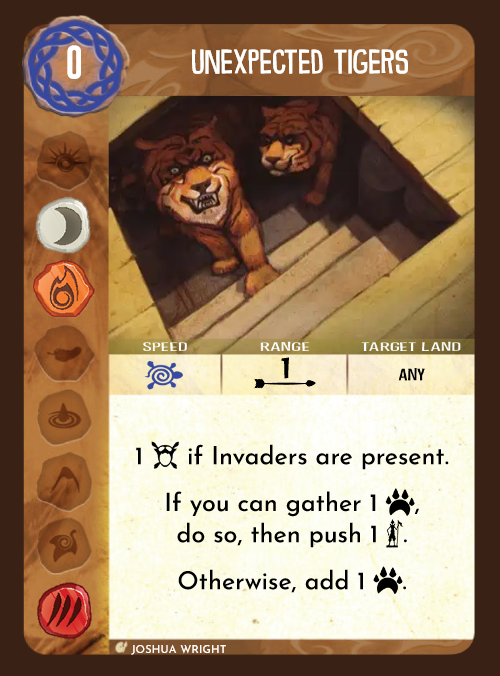 0
UNEXPECTED TIGERS
SPEED RANGE TARGET LAND
1 ANY
1 if Invaders are present.
If you can gather 1 ,
do so, then push 1 .
Otherwise, add 1 .
JOSHUA WRIGHT